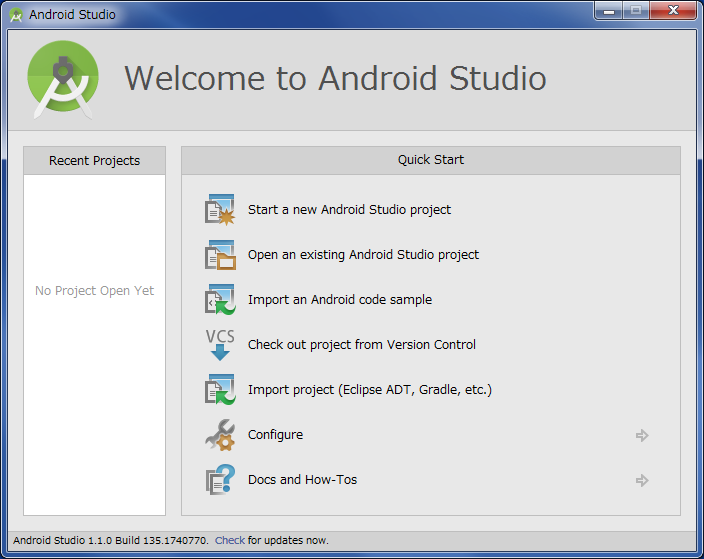 Android Studio
Welcome to Android Studio
Recent Projects
No Project Open Yet
Quick Start
Start a new Android Studio project
Open an existing Android Studio project
Import an Android code sample
VCS
Check out project from Version Control
Import project (Eclipse ADT, Gradle, etc.)
Configure
Docs and How-Tos
Android Studio 1.1.0 Build 135.1740770. Check for updates now.